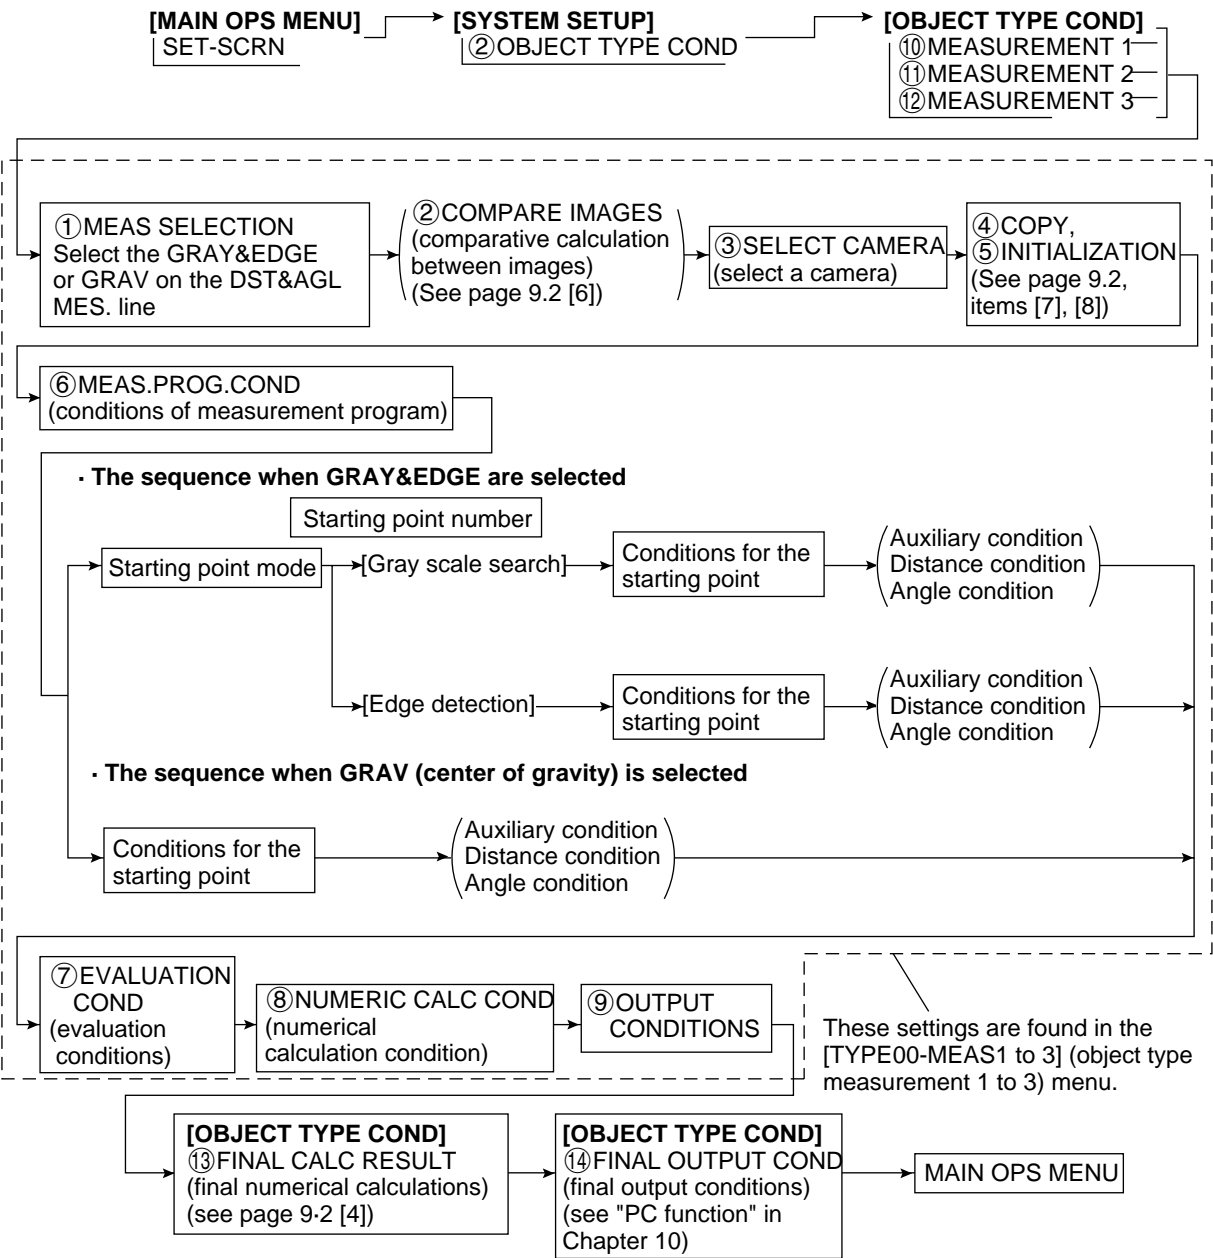 [MAIN OPS MENU]
SET-SCRN
[SYSTEM SETUP]
②OBJECT TYPE COND
[OBJECT TYPE COND]
⑩MEASUREMENT 1
⑪MEASUREMENT 2
⑫MEASUREMENT 3
①MEAS SELECTION
Select the GRAY&EDGE
or GRAV on the DST&AGL
MES. line
②COMPARE IMAGES
(comparative calculation
between images)
(See page 9.2 [6])
③SELECT CAMERA
(select a camera)
④COPY,
⑤INITIALIZATION
(See page 9.2,
items [7], [8])
⑥MEAS.PROG.COND
(conditions of measurement program)
· The sequence when GRAY&EDGE are selected
Starting point number
Starting point mode
[Gray scale search]
Conditions for the
starting point
Auxiliary condition
Distance condition
Angle condition
[Edge detection]
Conditions for the
starting point
Auxiliary condition
Distance condition
Angle condition
· The sequence when GRAV (center of gravity) is selected
Conditions for the
starting point
Auxiliary condition
Distance condition
Angle condition
⑦EVALUATION
COND
(evaluation
conditions)
⑧NUMERIC CALC COND
(numerical
calculation condition)
⑨OUTPUT
CONDITIONS
These settings are found in the
[TYPE00-MEAS1 to 3] (object type
measurement 1 to 3) menu.
[OBJECT TYPE COND]
⑬FINAL CALC RESULT
(final numerical calculations)
(see page 9·2 [4])
[OBJECT TYPE COND]
⑭FINAL OUTPUT COND
(final output conditions)
(see "PC function" in
Chapter 10)
MAIN OPS MENU